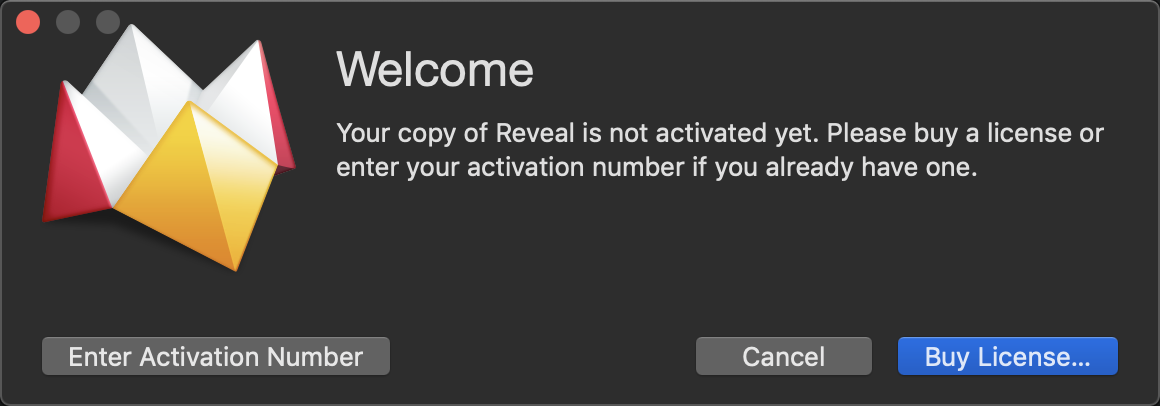 Welcome
Your copy of Reveal is not activated yet. Please buy a license or
enter your activation number if you already have one.
Enter Activation Number
Cancel
Buy License...